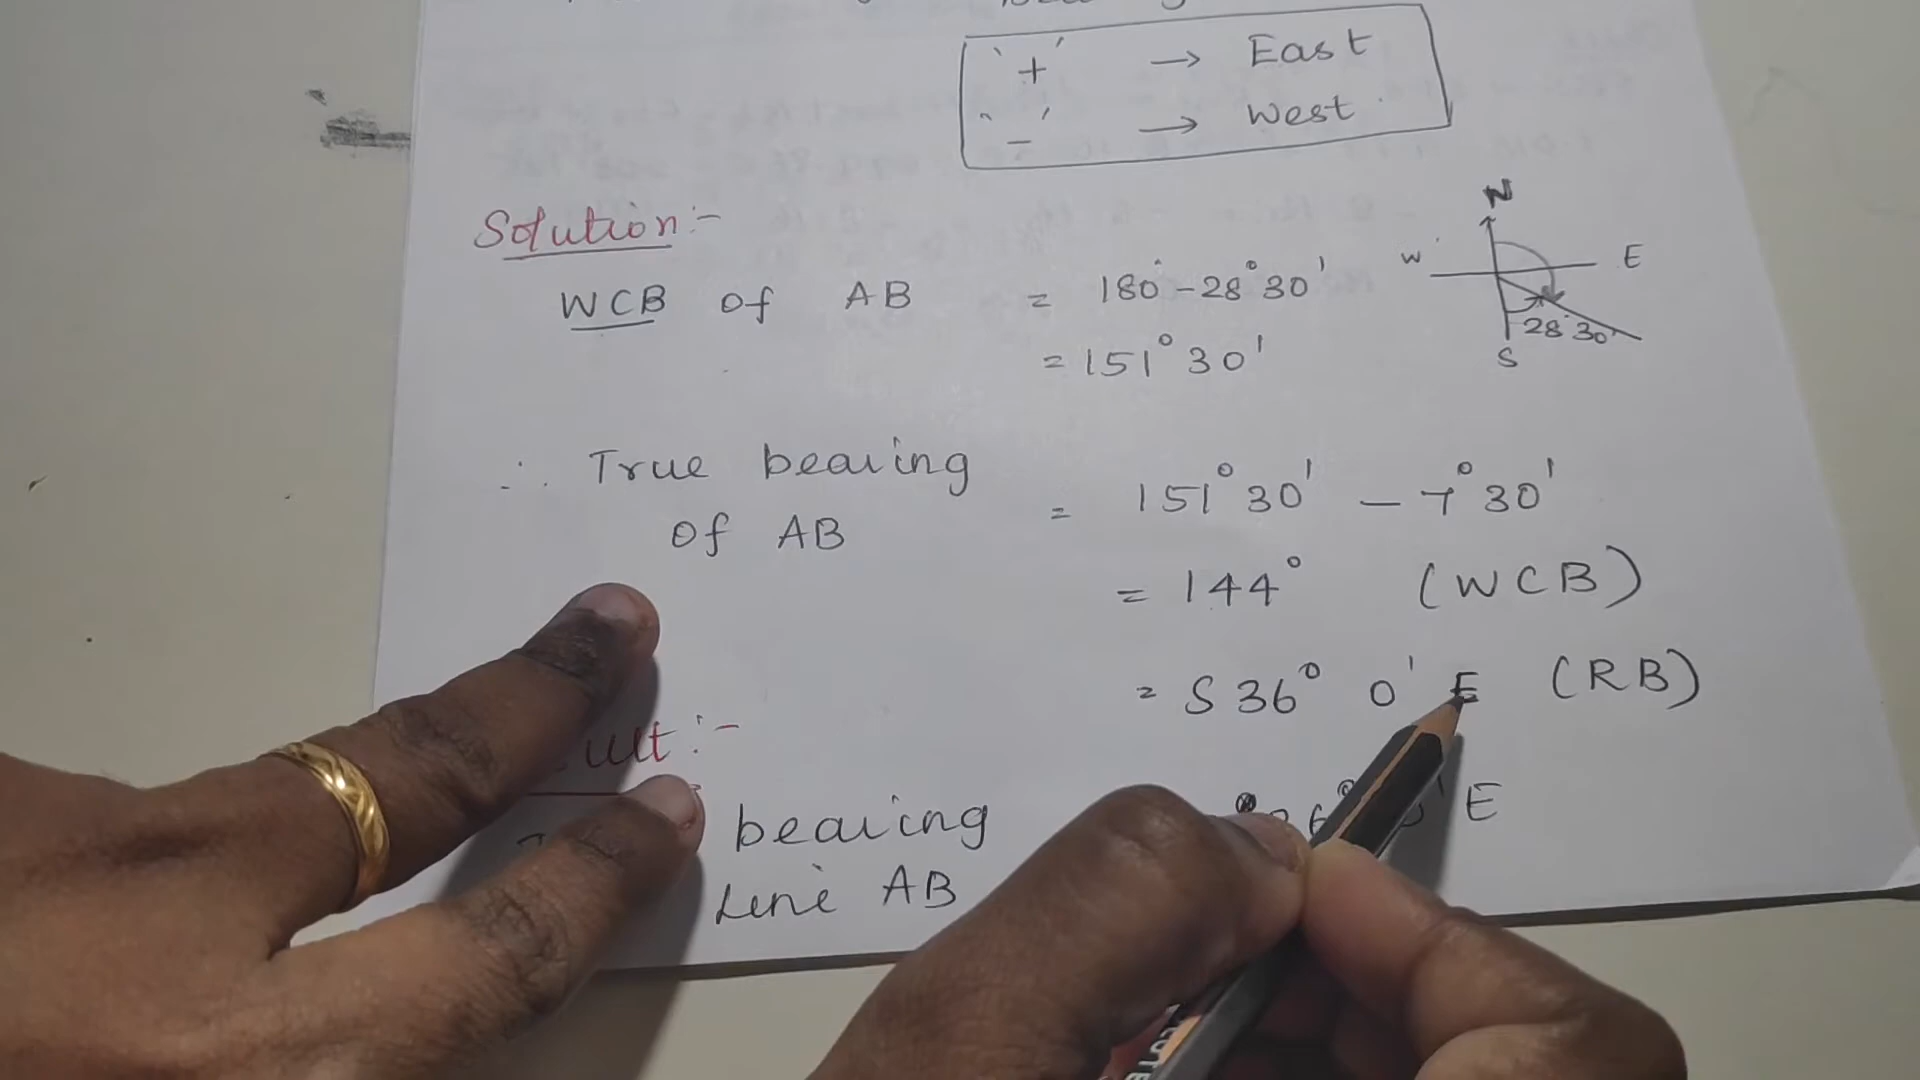 '+' → East
'-' → West
Solution:-
N
W E
28°30'
S
WCB of AB = 180°-28°30'
= 151°30'
∴ True bearing = 151°30' - 7°30'
of AB
= 144° (WCB)
= S 36° 0' E (RB)
bearing E
Line AB